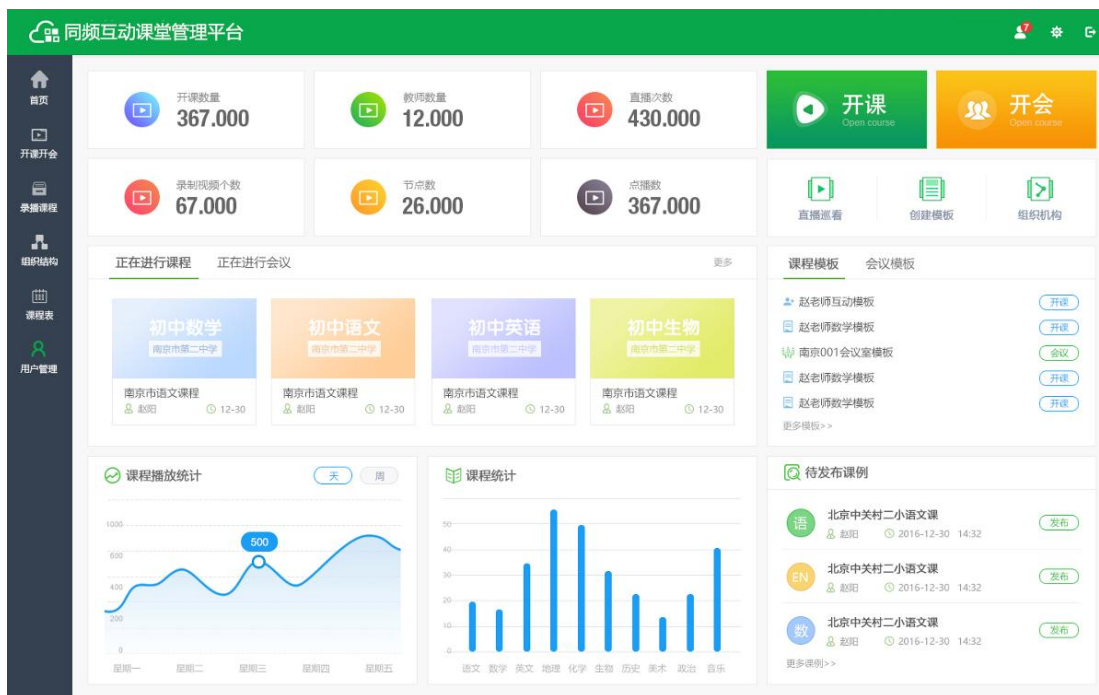 同频互动课堂管理平台
7
首页
开课开会
录播课程
组织结构
课程表
用户管理
开课数量
367.000
教师数量
12.000
直播次数
430.000
录制视频个数
67.000
节点数
26.000
点播数
367.000
开课
Open course
开会
Open course
直播巡看
创建模板
组织机构
正在进行课程 正在进行会议 更多
初中数学
南京市第二中学
南京市语文课程
赵阳 12-30
初中语文
南京市第二中学
南京市语文课程
赵阳 12-30
初中英语
南京市第二中学
南京市语文课程
赵阳 12-30
初中生物
南京市第二中学
南京市语文课程
赵阳 12-30
课程模板 会议模板
赵老师互动模板 开课
赵老师数学模板 开课
南京001会议室模板 会议
赵老师数学模板 开课
赵老师数学模板 开课
更多模板>>
课程播放统计 天 周
1000
600
400
200
0
500
星期一 星期二 星期三 星期四 星期五
课程统计
50
40
30
20
10
0
语文 数学 英文 地理 化学 生物 历史 美术 政治 音乐
待发布课例
语
北京中关村二小语文课
赵阳 2016-12-30 14:32
发布
EN
北京中关村二小语文课
赵阳 2016-12-30 14:32
发布
数
北京中关村二小语文课
赵阳 2016-12-30 14:32
发布
更多课例>>